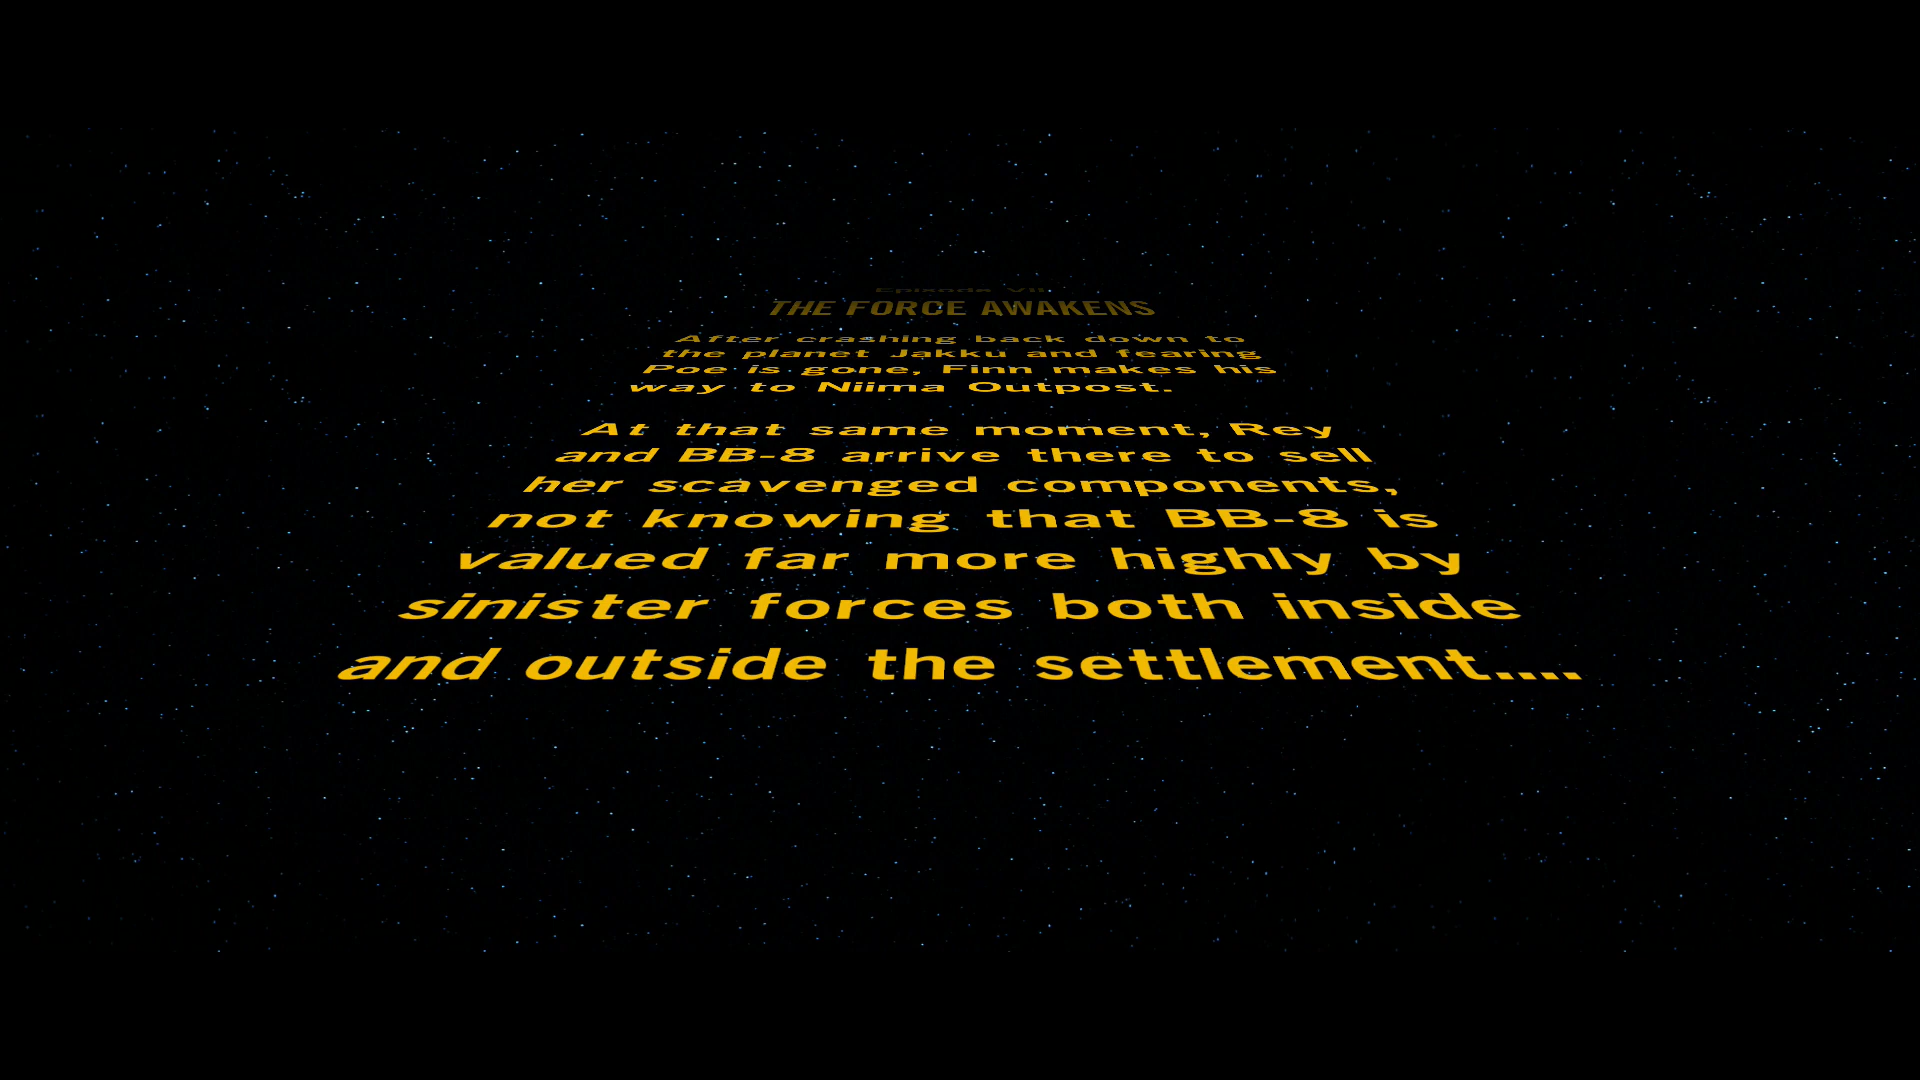 Episode VII
THE FORCE AWAKENS
After crashing back down to
the planet Jakku and fearing
Poe is gone, Finn makes his
way to Niima Outpost.
At that same moment, Rey
and BB-8 arrive there to sell
her scavenged components,
not knowing that BB-8 is
valued far more highly by
sinister forces both inside
and outside the settlement....